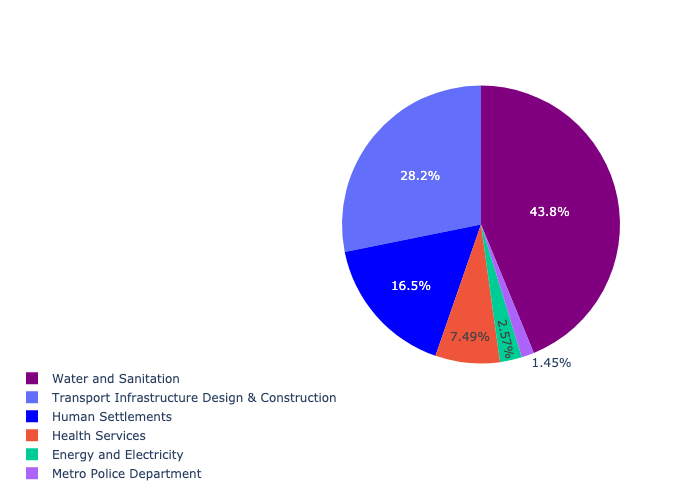 28.2%
43.8%
16.5%
7.49%
2.57%
1.45%
Water and Sanitation
Transport Infrastructure Design & Construction
Human Settlements
Health Services
Energy and Electricity
Metro Police Department